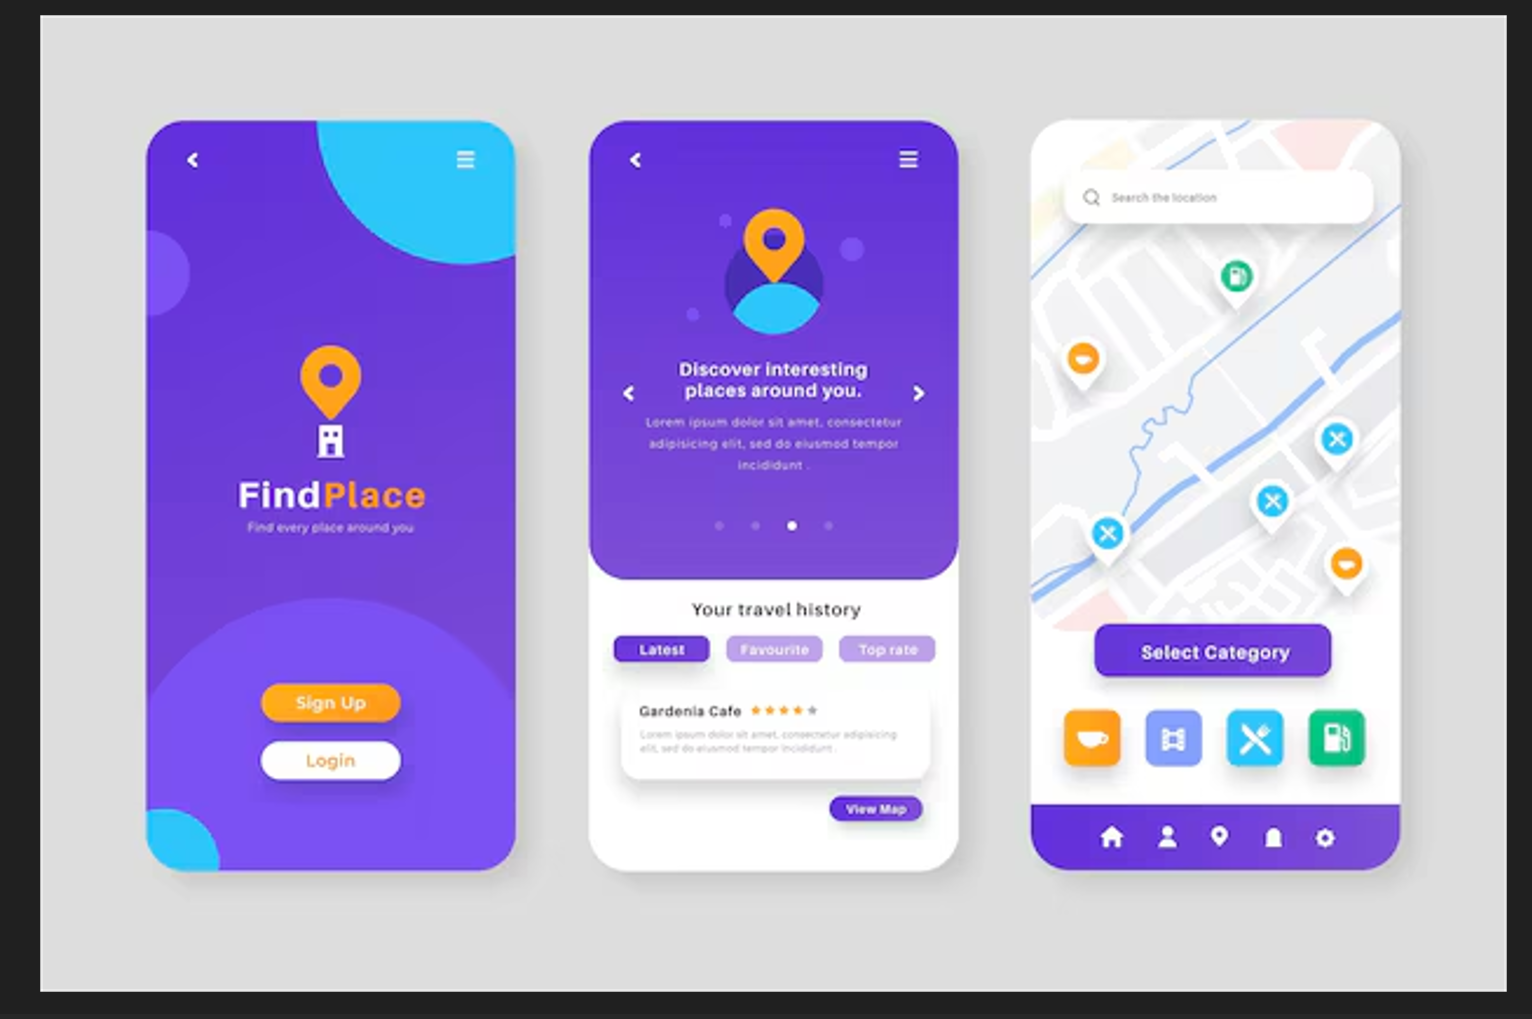 FindPlace
Find every place around you
Sign Up
Login
Discover interesting
places around you.
Lorem ipsum dolor sit amet, consectetur
adipisicing elit, sed do eiusmod tempor
incididunt .
Your travel history
Latest
Favourite
Top rate
Gardenia Cafe
Lorem ipsum dolor sit amet, consectetur adipisicing
elit, sed do eiusmod tempor incididunt .
View Map
Search the location
Select Category